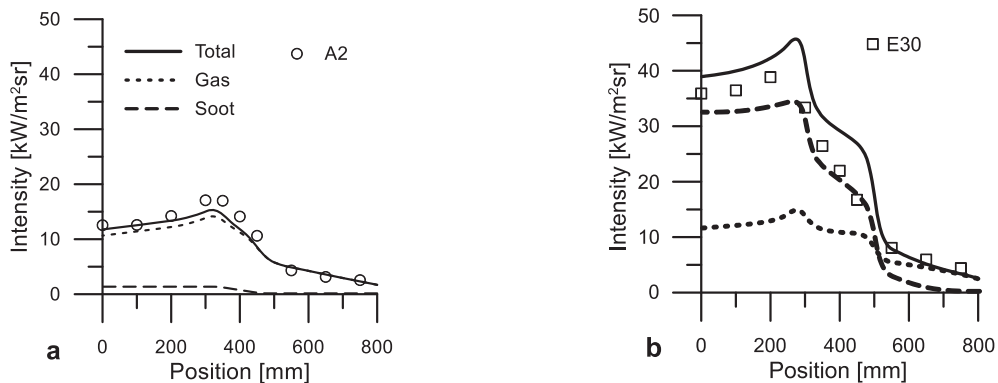 50
40
30
20
10
0
Intensity [kW/m²sr]
Total
Gas
Soot
A2
0 200 400 600 800
Position [mm]
a
50
40
30
20
10
0
Intensity [kW/m²sr]
E30
0 200 400 600 800
Position [mm]
b